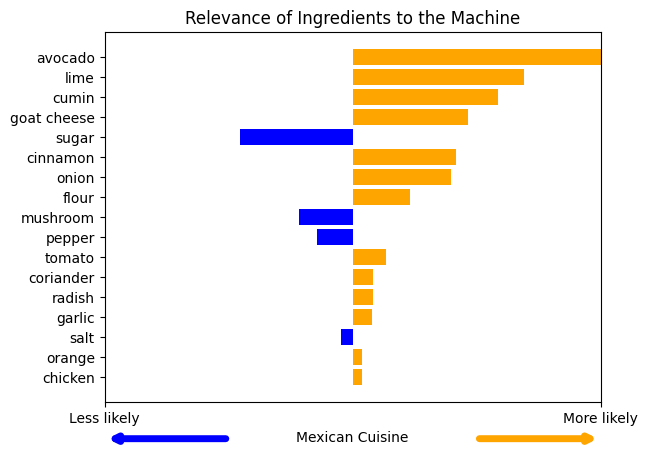 Relevance of Ingredients to the Machine
avocado
lime
cumin
goat cheese
sugar
cinnamon
onion
flour
mushroom
pepper
tomato
coriander
radish
garlic
salt
orange
chicken
Less likely
More likely
Mexican Cuisine